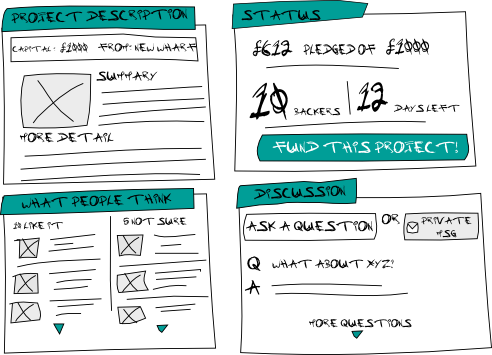 PROJECT DESCRIPTION
CAPITAL: £1000 FROM: NEW WHARF
SUMMARY
MORE DETAIL
STATUS
£612 PLEDGED OF £1000
10 BACKERS 12 DAYS LEFT
FUND THIS PROJECT!
WHAT PEOPLE THINK
LIKE IT
5 NOT SURE
DISCUSSION
ASK A QUESTION OR PRIVATE
MSG
Q WHAT ABOUT XYZ?
A
MORE QUESTIONS